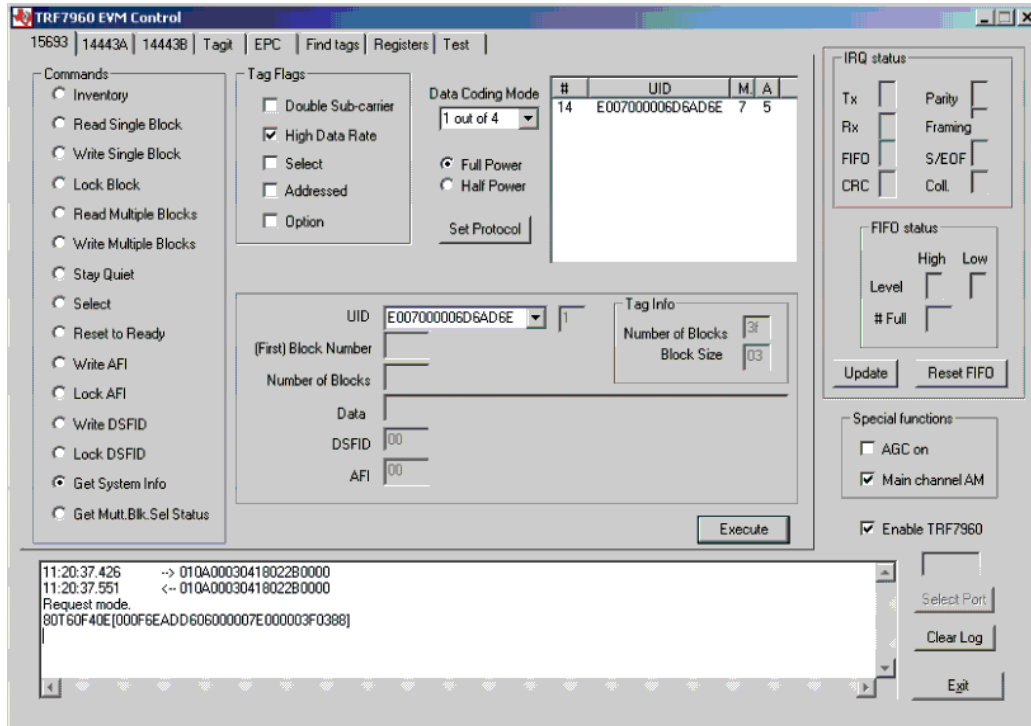 TRF7960 EVM Control
15693 14443A 14443B Tagit EPC Find tags Registers Test
Commands
Inventory
Read Single Block
Write Single Block
Lock Block
Read Multiple Blocks
Write Multiple Blocks
Stay Quiet
Select
Reset to Ready
Write AFI
Lock AFI
Write DSFID
Lock DSFID
Get System Info
Get Mutt.Blk.Sel Status
Tag Flags
Double Sub-carrier
High Data Rate
Select
Addressed
Option
Data Coding Mode
1 out of 4
Full Power
Half Power
Set Protocol
# UID M. A
14 E007000006D6AD6E 7 5
UID E007000006D6AD6E 1
(First) Block Number
Number of Blocks
Data
DSFID 00
AFI 00
Tag Info
Number of Blocks 3f
Block Size 03
Execute
IRQ status
Tx Parity
Rx Framing
FIFO S/EOF
CRC Coll.
FIFO status
High Low
Level
# Full
Update Reset FIFO
Special functions
AGC on
Main channel AM
Enable TRF7960
Select Port
Clear Log
Exit
11:20:37.426 --> 010A00030418022B0000
11:20:37.551 <-- 010A00030418022B0000
Request mode.
80T60F40E[000F6EADD606000007E000003F0388]